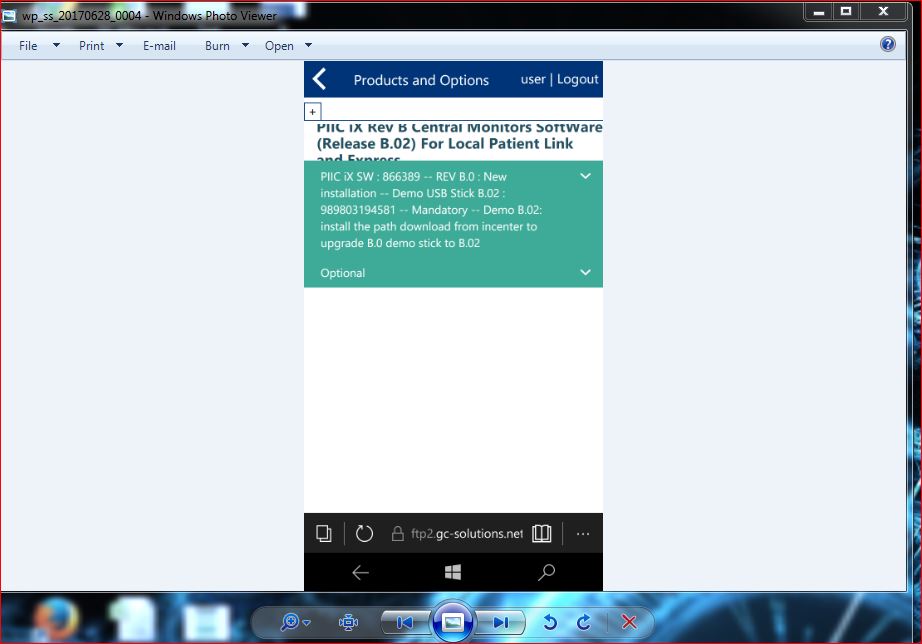 wp_ss_20170628_0004 - Windows Photo Viewer
File Print E-mail Burn Open
Products and Options user | Logout
+
PIIC iX Rev B Central Monitors SoftWare
(Release B.02) For Local Patient Link
and Express
PIIC iX SW : 866389 -- REV B.0 : New
installation -- Demo USB Stick B.02 :
989803194581 -- Mandatory -- Demo B.02:
install the path download from incenter to
upgrade B.0 demo stick to B.02
Optional
ftp2.gc-solutions.net